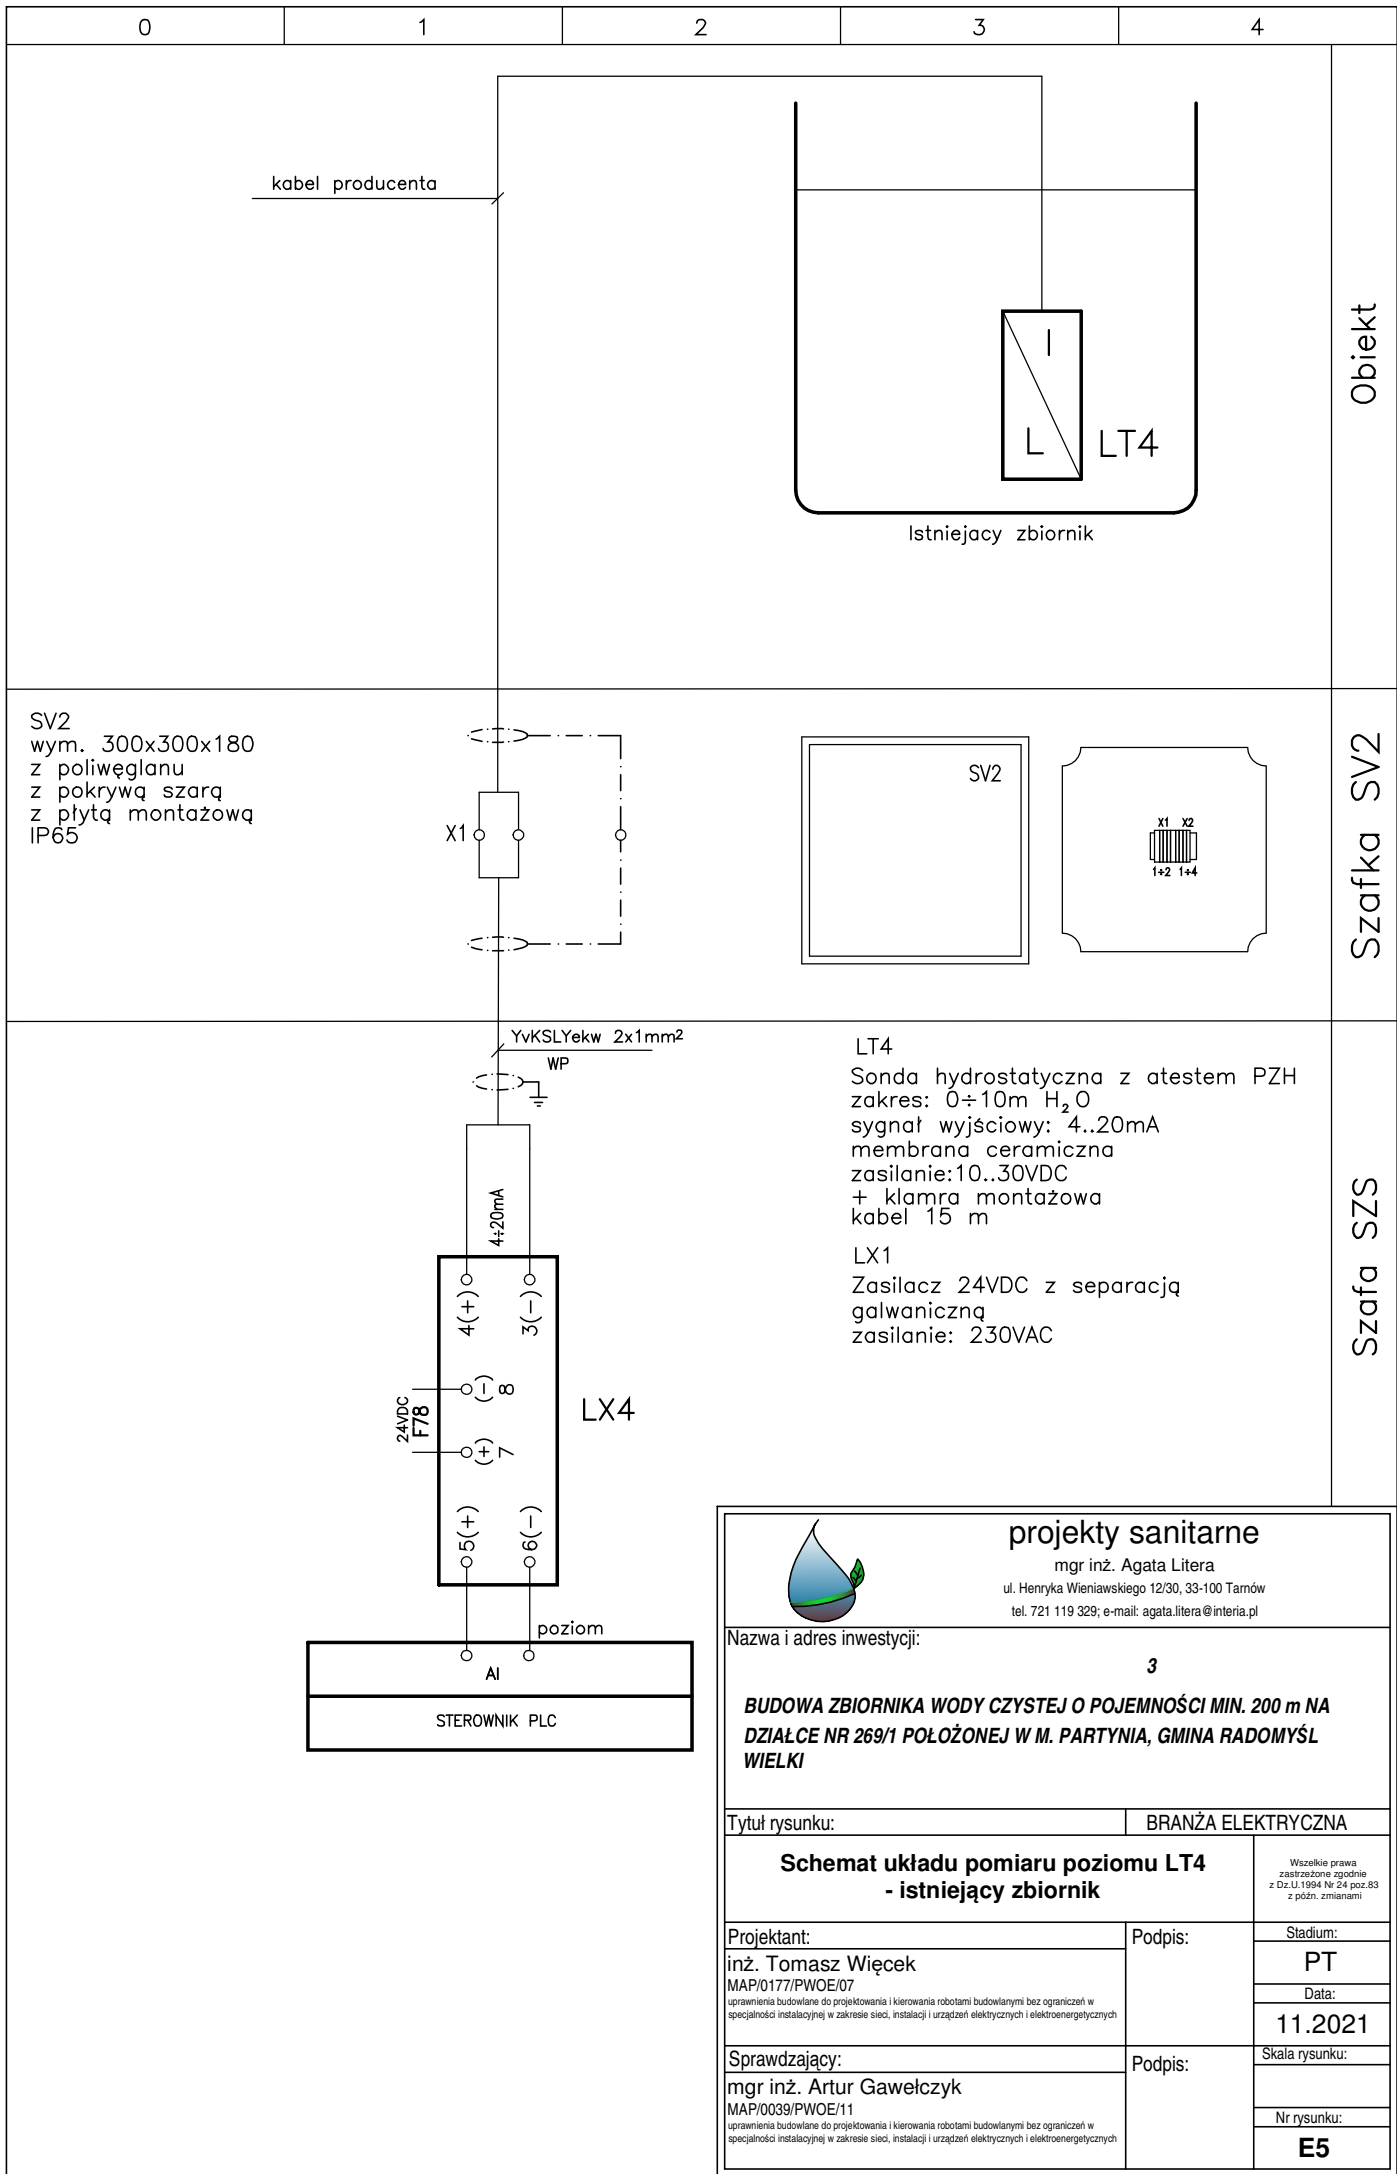 0 1 2 3 4
kabel producenta
I
L
LT4
Istniejacy zbiornik
Obiekt
SV2
wym. 300x300x180
z poliwęglanu
z pokrywą szarą
z płytą montażową
IP65
X1
SV2
X1 X2
1÷2 1÷4
Szafka SV2
YvKSLYekw 2x1mm²
WP
4÷20mA
4(+)
3(-)
(-) 8
24VDC
F78
(+) 7
LX4
5(+)
6(-)
poziom
AI
STEROWNIK PLC
LT4
Sonda hydrostatyczna z atestem PZH
zakres: 0÷10m H₂O
sygnał wyjściowy: 4..20mA
membrana ceramiczna
zasilanie:10..30VDC
+ klamra montażowa
kabel 15 m
LX1
Zasilacz 24VDC z separacją
galwaniczną
zasilanie: 230VAC
Szafa SZS
projekty sanitarne
mgr inż. Agata Litera
ul. Henryka Wieniawskiego 12/30, 33-100 Tarnów
tel. 721 119 329; e-mail: agata.litera@interia.pl
Nazwa i adres inwestycji:
3
BUDOWA ZBIORNIKA WODY CZYSTEJ O POJEMNOŚCI MIN. 200 m NA
DZIAŁCE NR 269/1 POŁOŻONEJ W M. PARTYNIA, GMINA RADOMYŚL
WIELKI
Tytuł rysunku:
BRANŻA ELEKTRYCZNA
Schemat układu pomiaru poziomu LT4
- istniejący zbiornik
Wszelkie prawa
zastrzeżone zgodnie
z Dz.U.1994 Nr 24 poz.83
z późn. zmianami
Projektant:
inż. Tomasz Więcek
MAP/0177/PWOE/07
uprawnienia budowlane do projektowania i kierowania robotami budowlanymi bez ograniczeń w
specjalności instalacyjnej w zakresie sieci, instalacji i urządzeń elektrycznych i elektroenergetycznych
Podpis:
Stadium:
PT
Data:
11.2021
Sprawdzający:
mgr inż. Artur Gawełczyk
MAP/0039/PWOE/11
uprawnienia budowlane do projektowania i kierowania robotami budowlanymi bez ograniczeń w
specjalności instalacyjnej w zakresie sieci, instalacji i urządzeń elektrycznych i elektroenergetycznych
Podpis:
Skala rysunku:
Nr rysunku:
E5